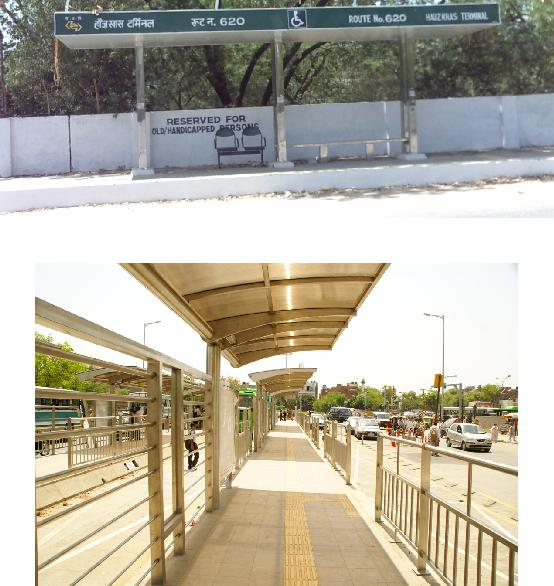 हौज़खास टर्मिनल रूट न. 620 ROUTE No.620 HAUZ KHAS TERMINAL
RESERVED FOR
OLD/HANDICAPPED PERSONS